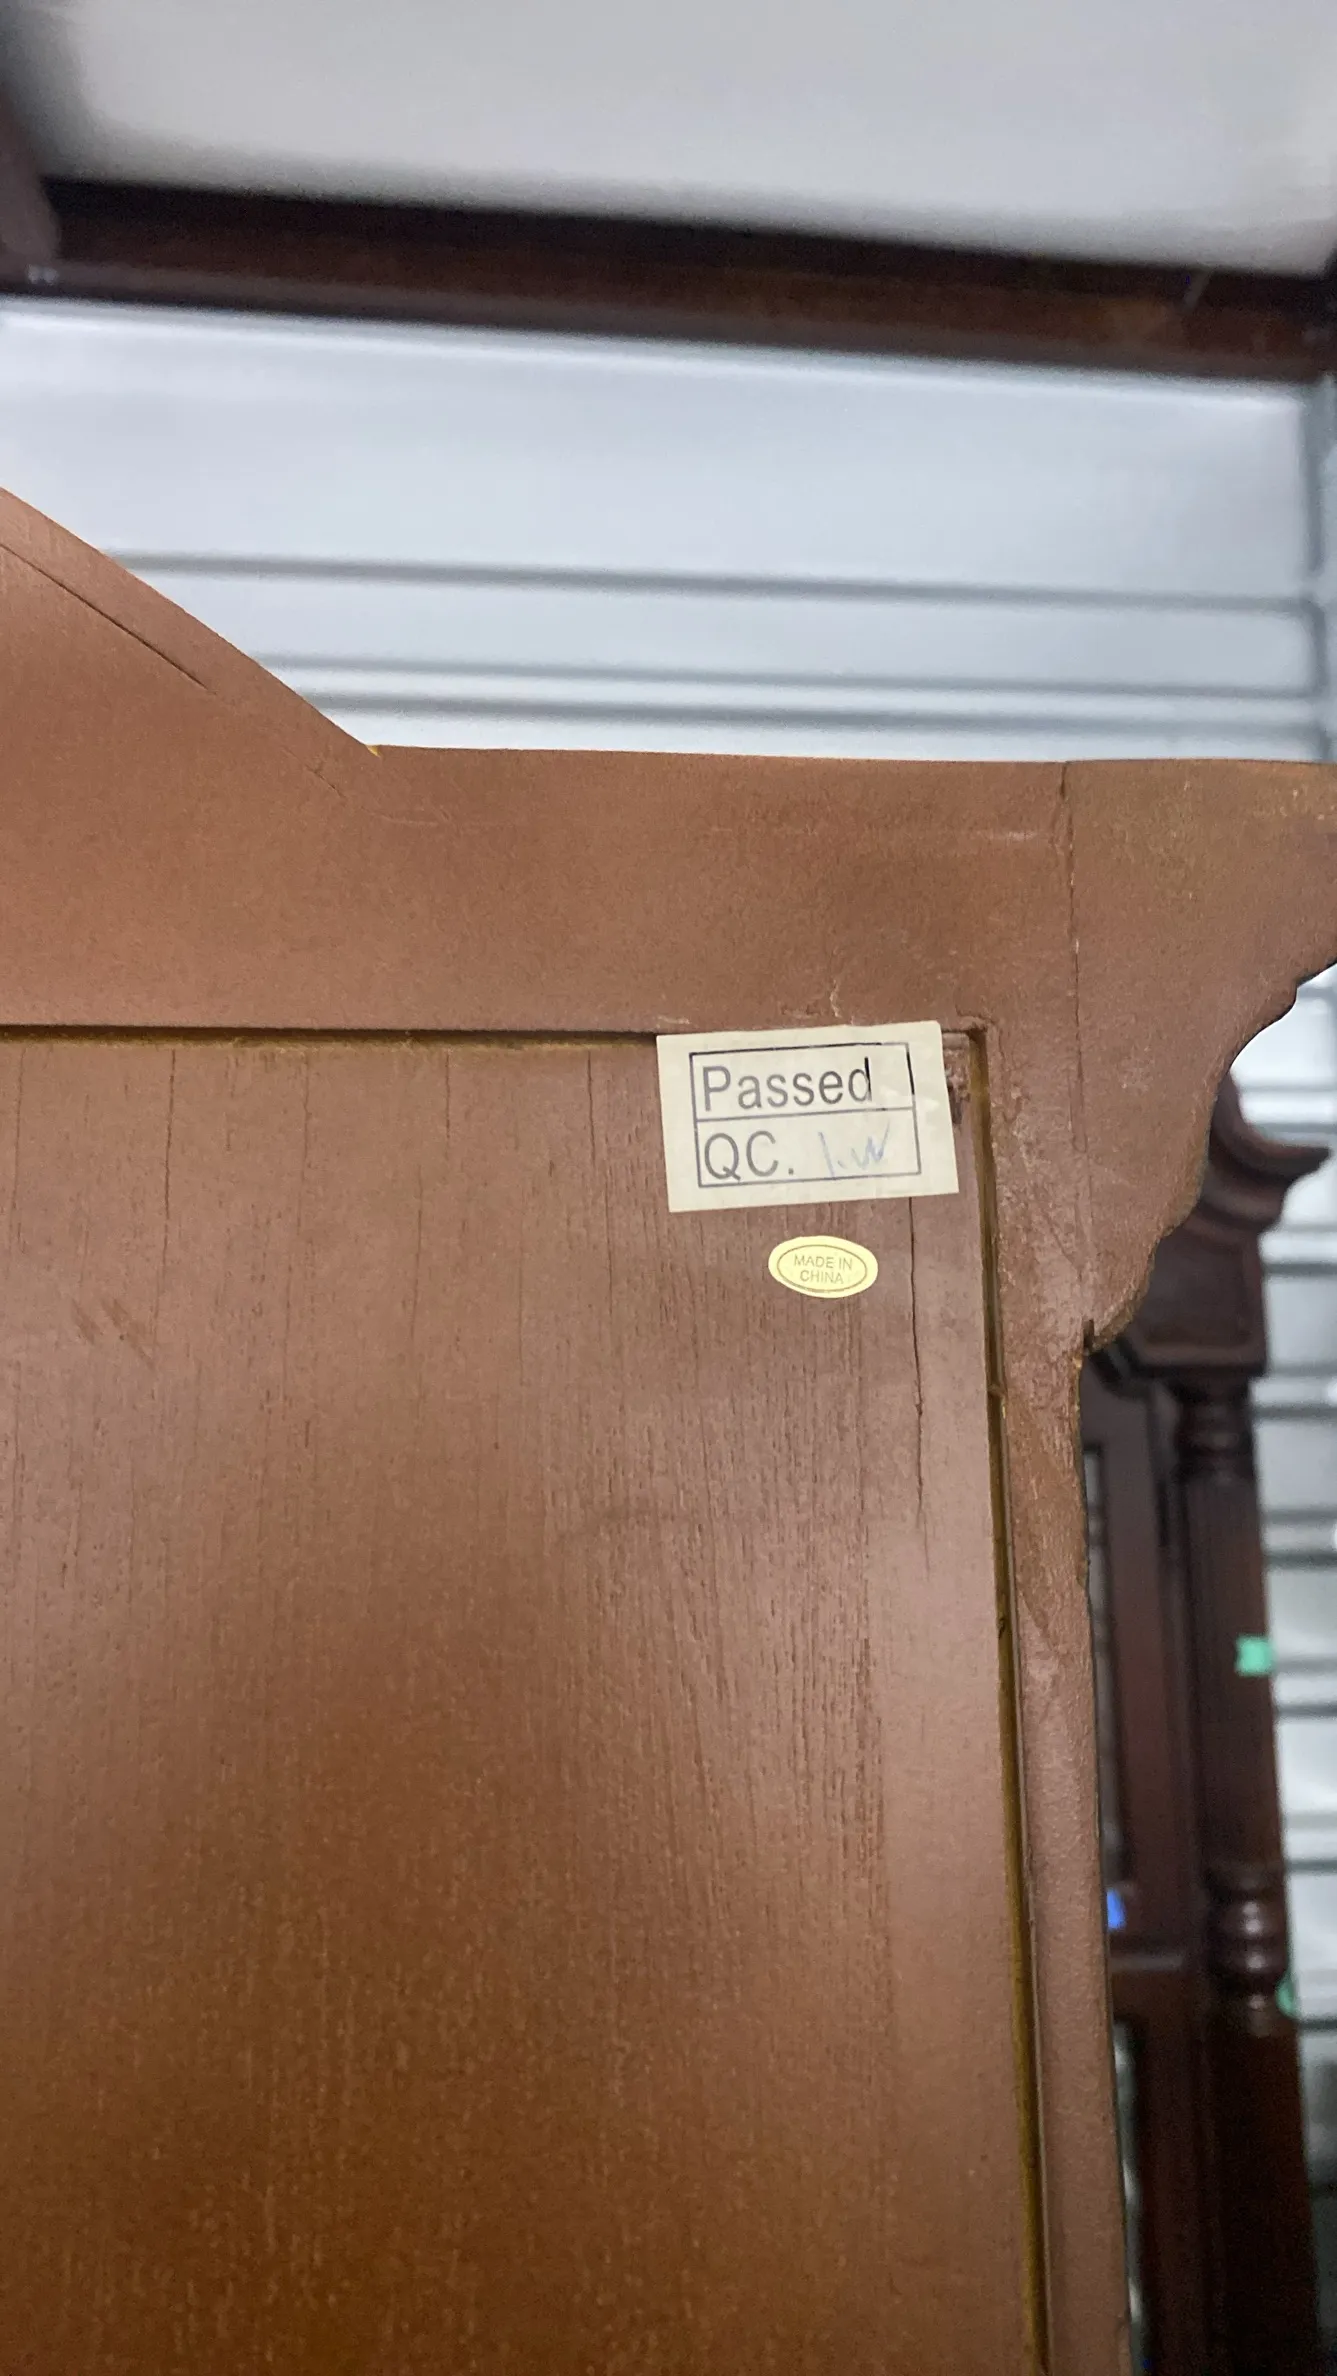 Passed
QC. I.W
MADE IN
CHINA